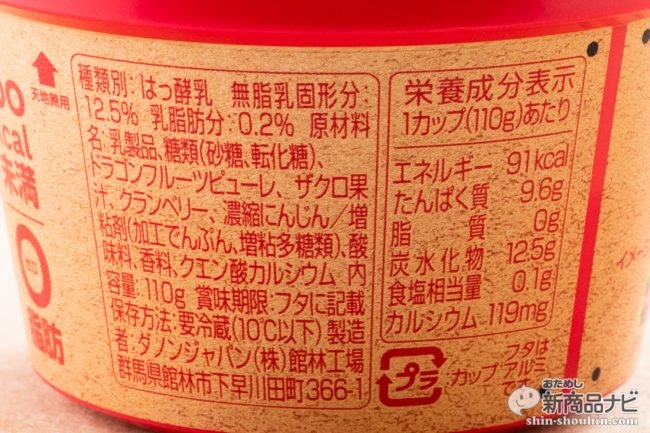 天地無用
cal
未満
0
脂肪
種類別:はっ酵乳 無脂乳固形分:
12.5% 乳脂肪分:0.2% 原材料
名:乳製品、糖類(砂糖、転化糖)、
ドラゴンフルーツピューレ、ザクロ果
汁、クランベリー、濃縮にんじん/増
粘剤(加工でんぷん、増粘多糖類)、酸
味料、香料、クエン酸カルシウム 内
容量:110g 賞味期限:フタに記載
保存方法:要冷蔵(10℃以下) 製造
者:ダノンジャパン(株)館林工場
群馬県館林市下早川田町366-1
栄養成分表示
1カップ(110g)あたり
エネルギー 91kcal
たんぱく質 9.6g
脂質 0g
炭水化物 12.5g
食塩相当量 0.1g
カルシウム 119mg
プラ
:カップ
フタは
アルミ
です
イメージ
おためし
新商品ナビ
shin-shouhin.com